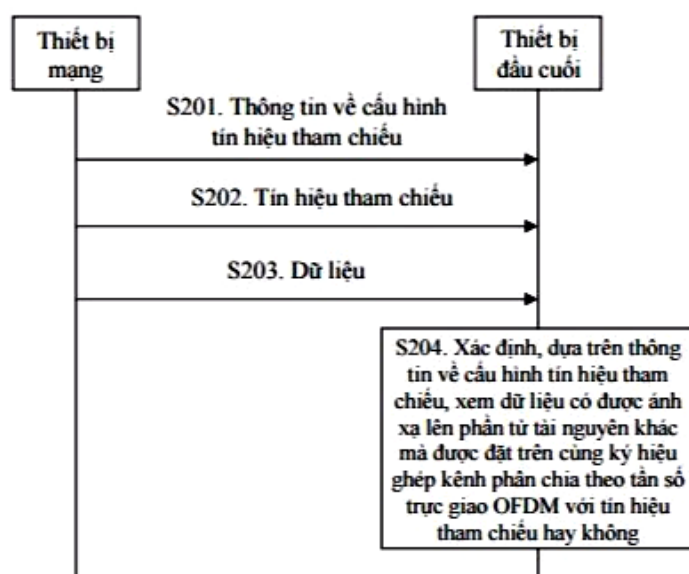 Thiết bị
mạng
Thiết bị
đầu cuối
S201. Thông tin về cấu hình
tín hiệu tham chiếu
S202. Tín hiệu tham chiếu
S203. Dữ liệu
S204. Xác định, dựa trên thông
tin về cấu hình tín hiệu tham
chiếu, xem dữ liệu có được ánh
xạ lên phần tử tài nguyên khác
mà được đặt trên cùng ký hiệu
ghép kênh phân chia theo tần số
trực giao OFDM với tín hiệu
tham chiếu hay không